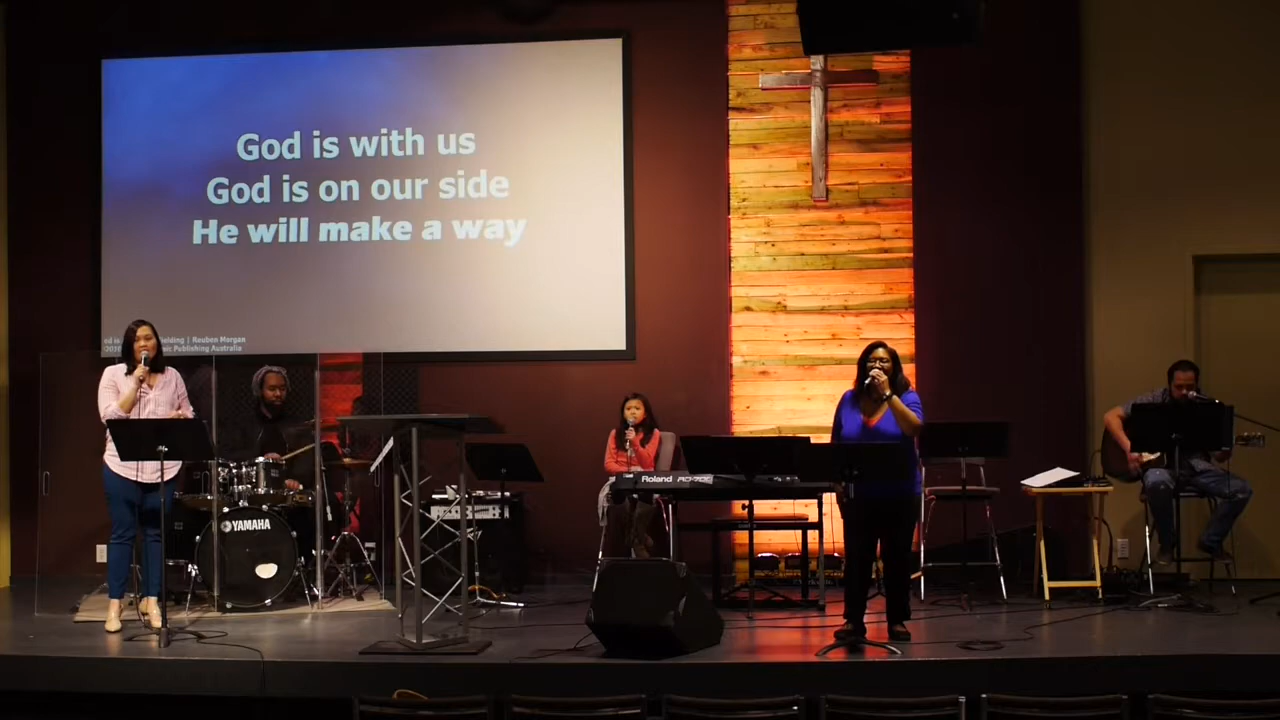 God is with us
God is on our side
He will make a way
Reuben Morgan
Publishing Australia
YAMAHA
Roland